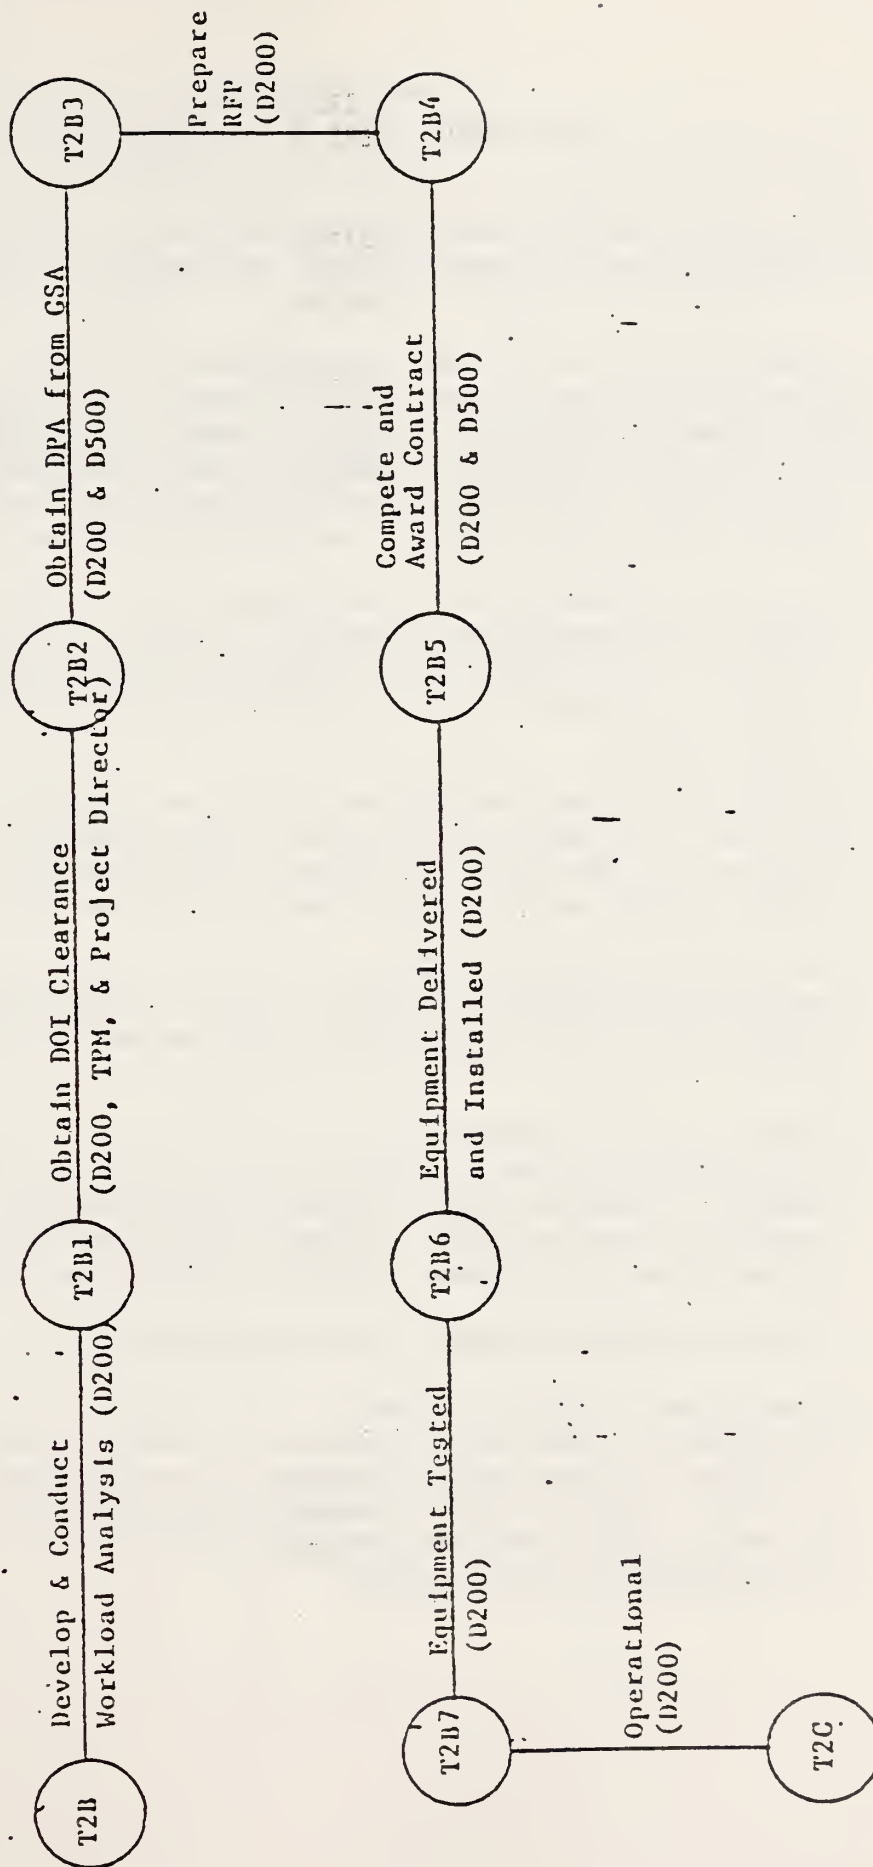 T2B
Develop & Conduct
Workload Analysis (D200)
T2B1
Obtain DOI Clearance
(D200, TPM, & Project Director)
T2B2
Obtain DPA from GSA
(D200 & D500)
T2B3
Prepare
RFP
(D200)
T2B4
Compete and
Award Contract
(D200 & D500)
T2B5
Equipment Delivered
and Installed (D200)
T2B6
Equipment Tested
(D200)
T2B7
Operational
(D200)
T2C